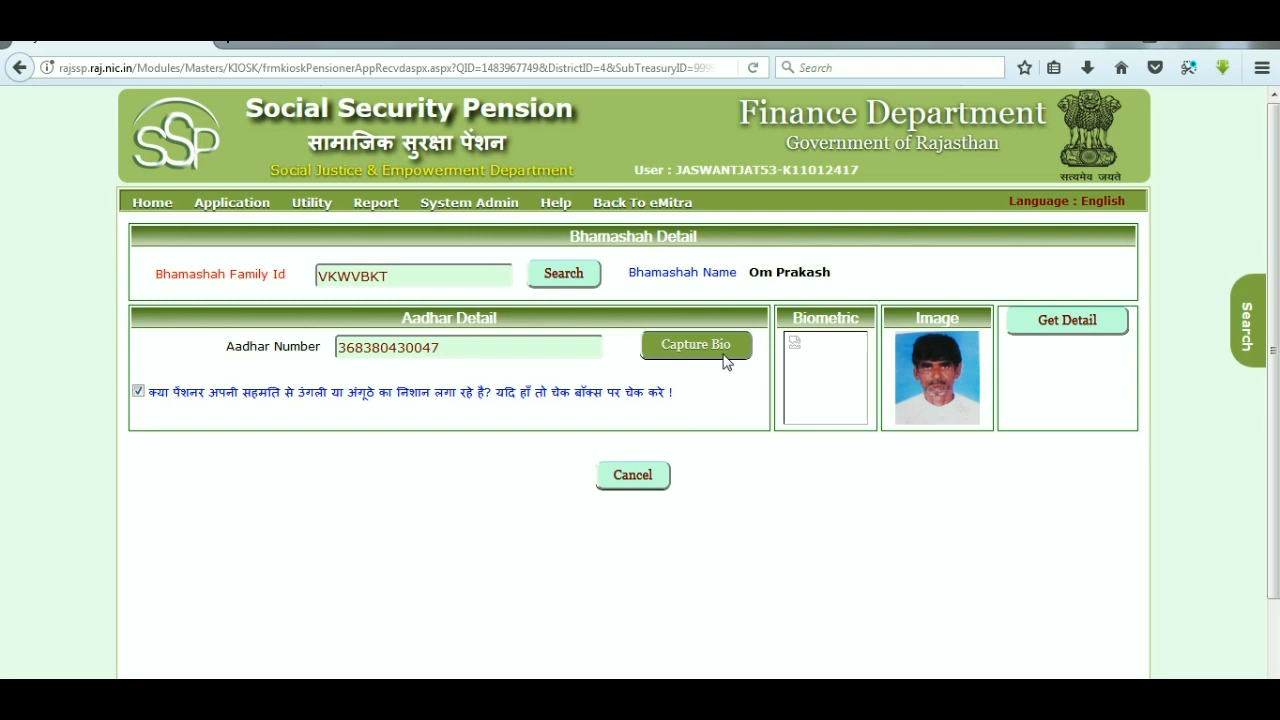 rajssp.raj.nic.in/Modules/Masters/KIOSK/frmkioskPensionerAppRecvdaspx.aspx?QID=1483967749&DistrictID=4&SubTreasuryID=999
Search
SSP
Social Security Pension
सामाजिक सुरक्षा पेंशन
Social Justice & Empowerment Department
Finance Department
Government of Rajasthan
User : JASWANTJAT53-K11012417
सत्यमेव जयते
Home Application Utility Report System Admin Help Back To eMitra Language : English
Bhamashah Detail
Bhamashah Family Id VKWVBKT Search Bhamashah Name Om Prakash
Aadhar Detail Biometric Image Get Detail
Aadhar Number 368380430047 Capture Bio
क्या पेंशनर अपनी सहमति से उंगली या अंगूठे का निशान लगा रहे है? यदि हाँ तो चेक बॉक्स पर चेक करे !
Cancel
Search